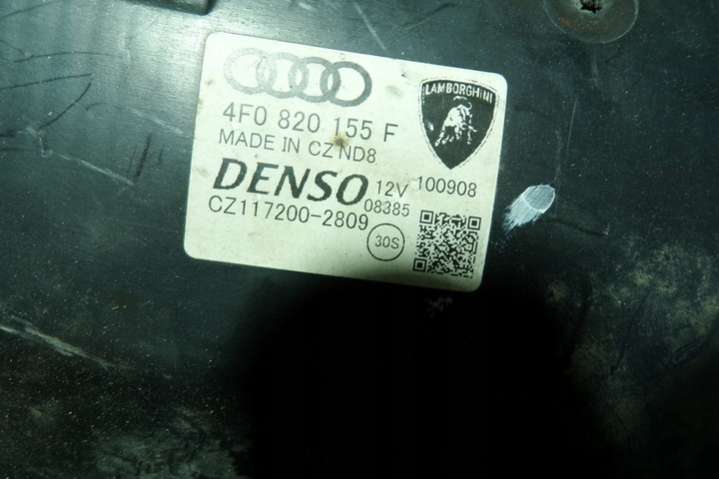 LAMBORGHINI
4F0 820 155 F
MADE IN CZ ND8
DENSO 12V 100908
08385
CZ117200-2809
30S